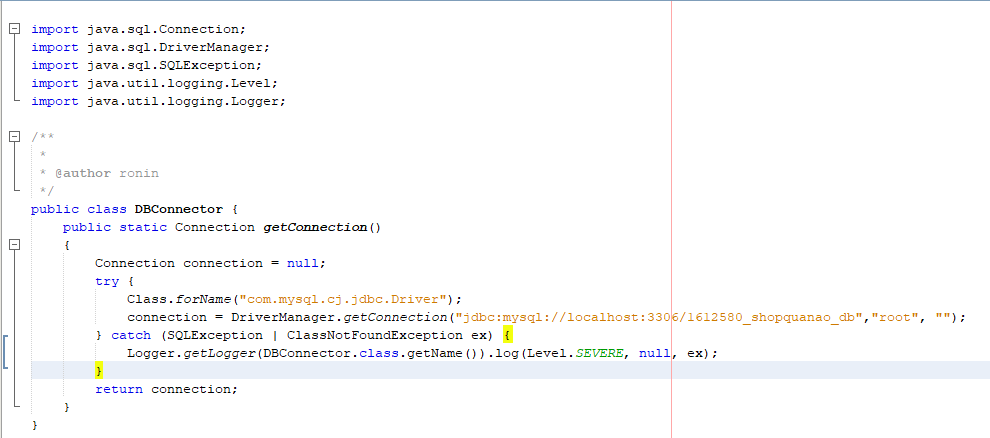 import java.sql.Connection;
import java.sql.DriverManager;
import java.sql.SQLException;
import java.util.logging.Level;
import java.util.logging.Logger;

/**
 *
 * @author ronin
 */
public class DBConnector {
    public static Connection getConnection()
    {
        Connection connection = null;
        try {
            Class.forName("com.mysql.cj.jdbc.Driver");
            connection = DriverManager.getConnection("jdbc:mysql://localhost:3306/1612580_shopquanao_db","root", "");
        } catch (SQLException | ClassNotFoundException ex) {
            Logger.getLogger(DBConnector.class.getName()).log(Level.SEVERE, null, ex);
        }
        return connection;
    }
}